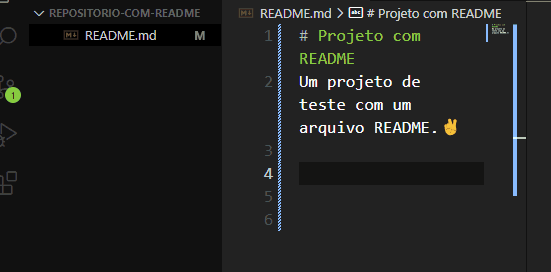 REPOSITORIO-COM-README
README.md M
README.md > # Projeto com README
1 # Projeto com
README
2 Um projeto de
teste com um
arquivo README.✌
3
4
5
6
1